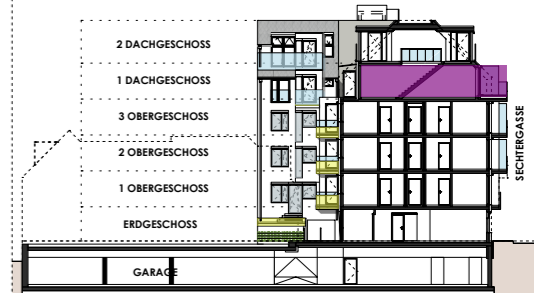 2 DACHGESCHOSS
1 DACHGESCHOSS
3 OBERGESCHOSS
2 OBERGESCHOSS
1 OBERGESCHOSS
ERDGESCHOSS
GARAGE
SECHTERGASSE